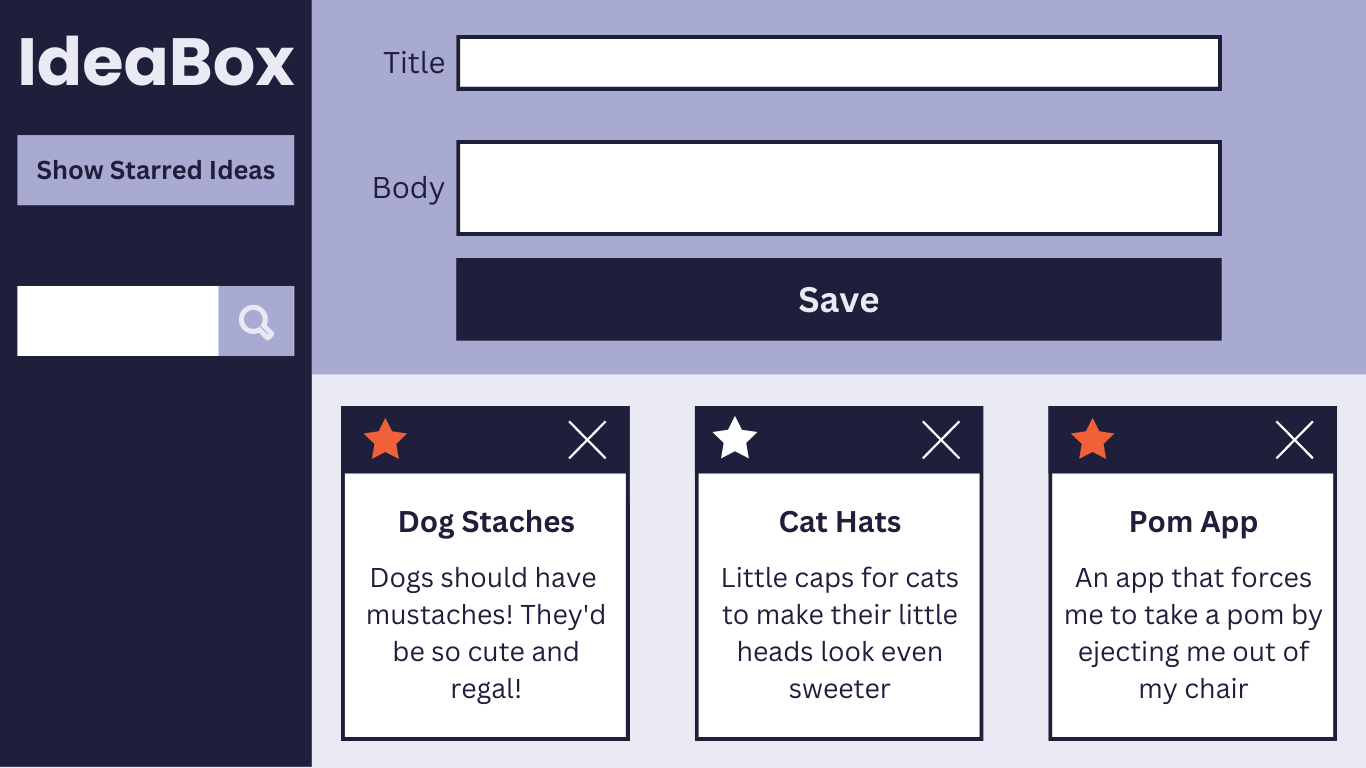 IdeaBox
Show Starred Ideas
Title
Body
Save
Dog Staches
Dogs should have
mustaches! They'd
be so cute and
regal!
Cat Hats
Little caps for cats
to make their little
heads look even
sweeter
Pom App
An app that forces
me to take a pom by
ejecting me out of
my chair